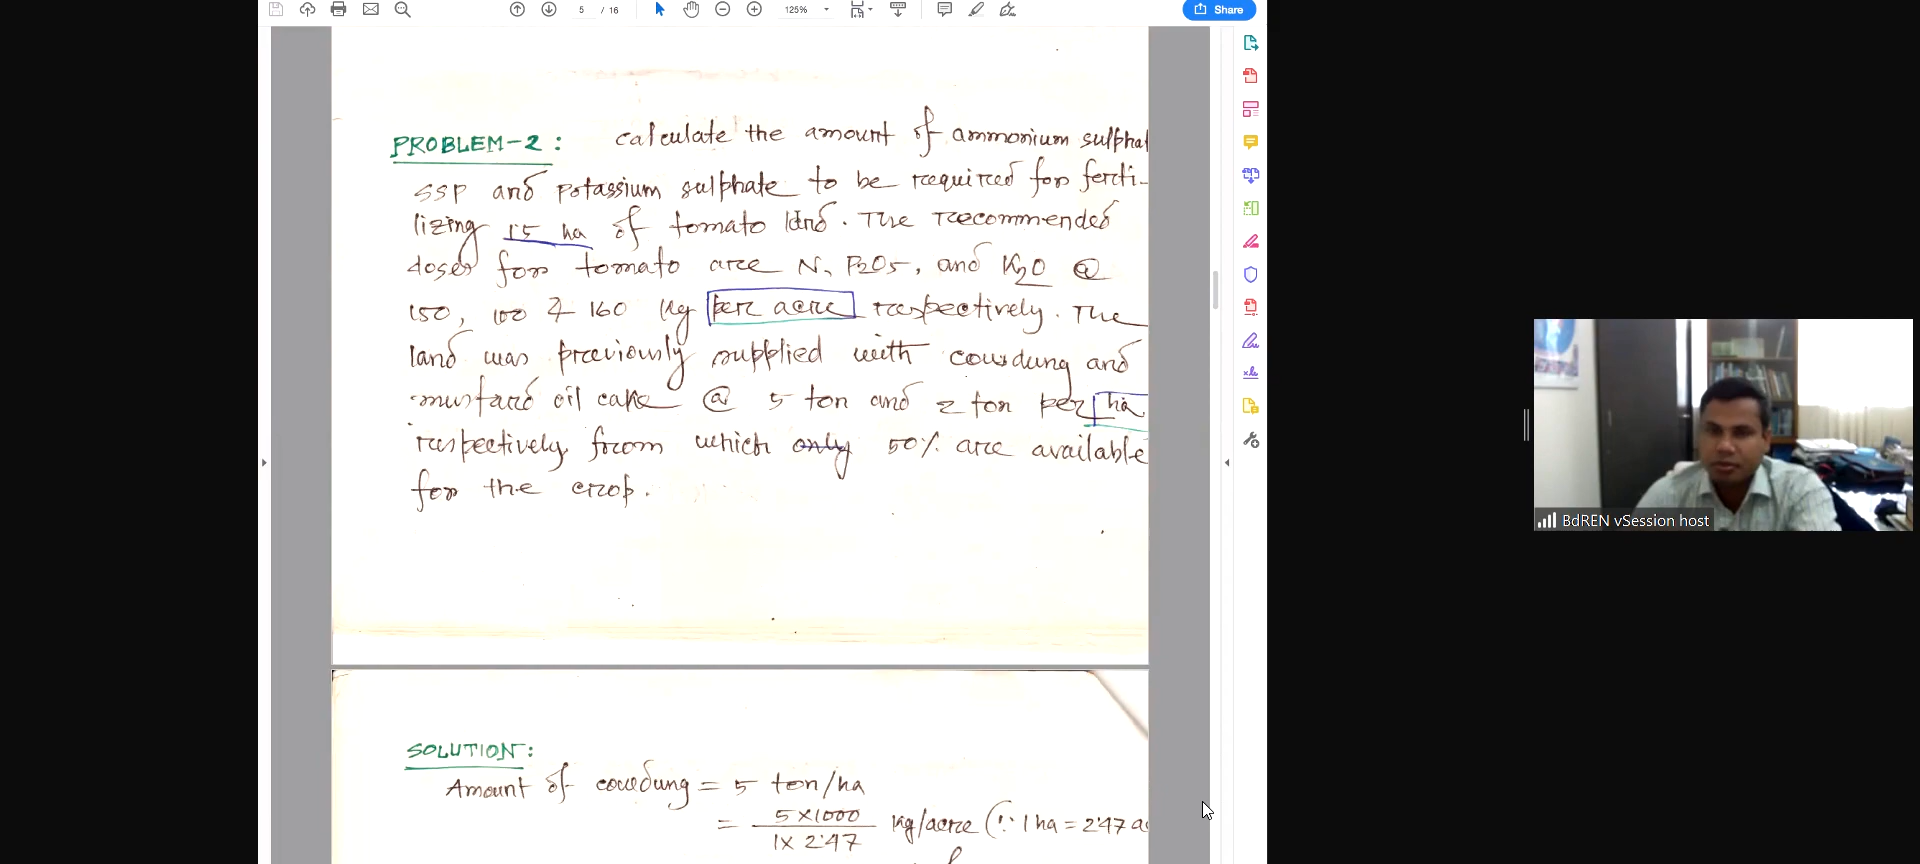 5 / 16
125%
Share
PROBLEM-2: calculate the amount of ammonium sulphat
SSP and potassium sulphate to be required for ferti-
lizing 1.5 ha of tomato land. The recommended
doses for tomato are N, P2O5, and K2O @
150, 100 & 160 kg per acre respectively. The
land was previously supplied with cowdung and
mustard oil cake @ 5 ton and 2 ton per ha
respectively from which only 50% are available
for the crop.
SOLUTION:
Amount of cowdung = 5 ton/ha
= 5×1000 / 1×2.47 kg/acre (∵ 1 ha = 2.47 ac
BdREN vSession host